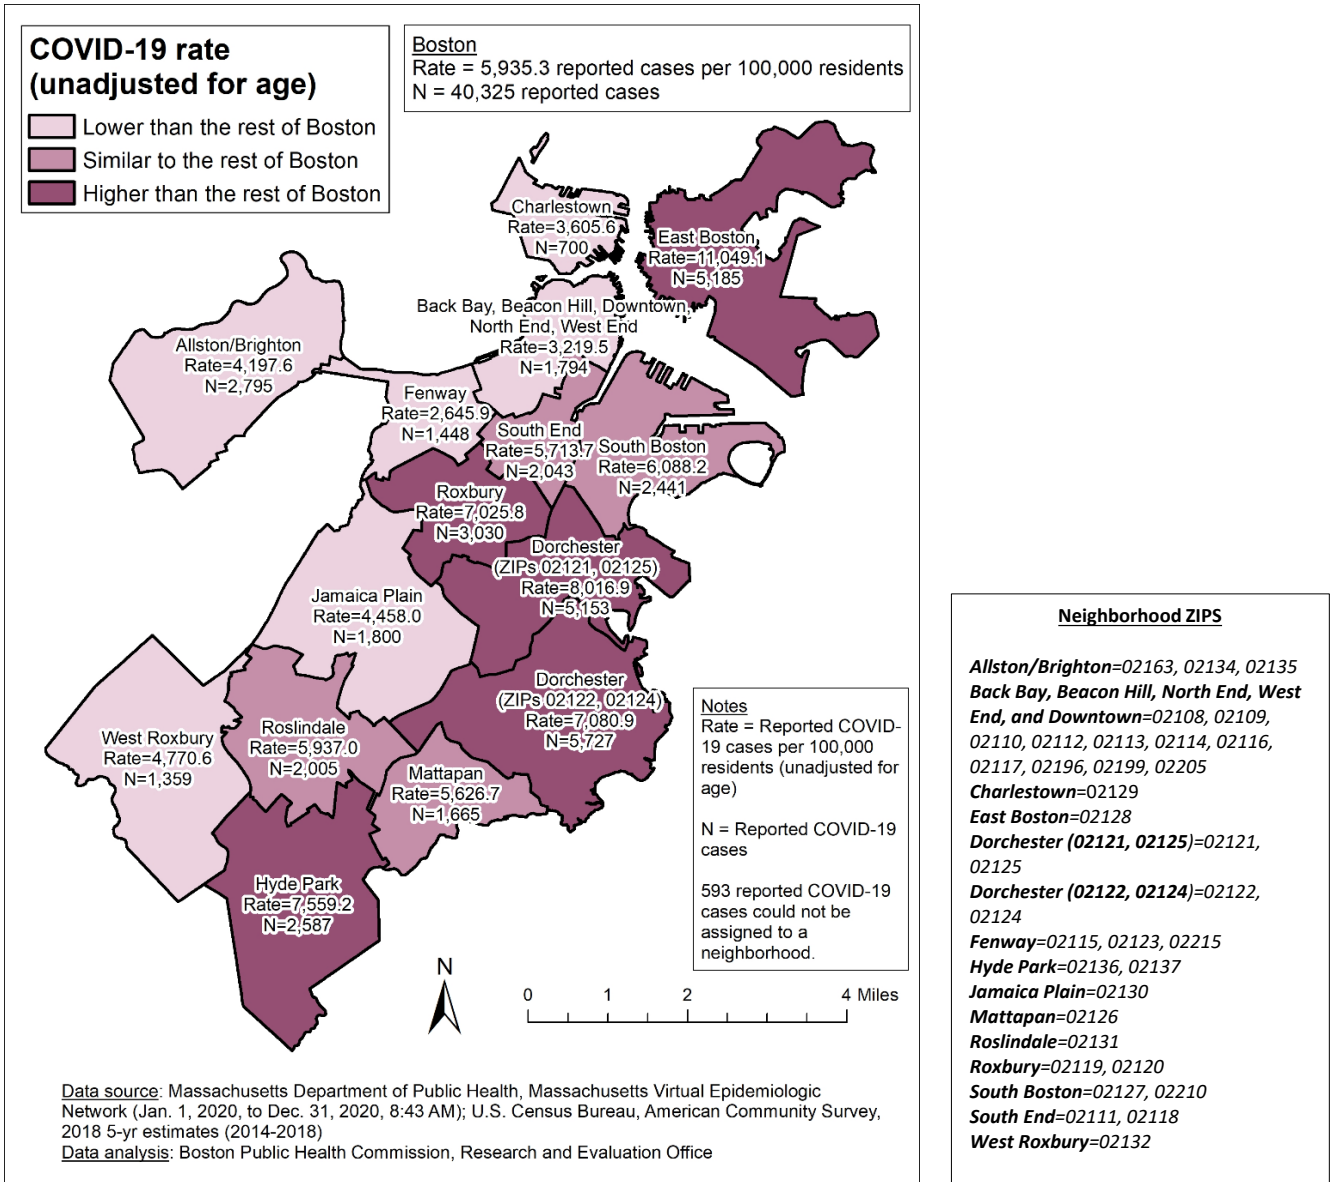 COVID-19 rate
(unadjusted for age)
Lower than the rest of Boston
Similar to the rest of Boston
Higher than the rest of Boston
Boston
Rate = 5,935.3 reported cases per 100,000 residents
N = 40,325 reported cases
Charlestown
Rate=3,605.6
N=700
East Boston
Rate=11,049.1
N=5,185
Back Bay, Beacon Hill, Downtown,
North End, West End
Rate=3,219.5
N=1,794
Allston/Brighton
Rate=4,197.6
N=2,795
Fenway
Rate=2,645.9
N=1,448
South End
Rate=5,713.7
N=2,043
South Boston
Rate=6,088.2
N=2,441
Roxbury
Rate=7,025.8
N=3,030
Dorchester
(ZIPs 02121, 02125)
Rate=8,016.9
N=5,153
Jamaica Plain
Rate=4,458.0
N=1,800
Dorchester
(ZIPs 02122, 02124)
Rate=7,080.9
N=5,727
West Roxbury
Rate=4,770.6
N=1,359
Roslindale
Rate=5,937.0
N=2,005
Mattapan
Rate=5,626.7
N=1,665
Hyde Park
Rate=7,559.2
N=2,587
Notes
Rate = Reported COVID-
19 cases per 100,000
residents (unadjusted for
age)
N = Reported COVID-19
cases
593 reported COVID-19
cases could not be
assigned to a
neighborhood.
N
0 1 2 4 Miles
Data source: Massachusetts Department of Public Health, Massachusetts Virtual Epidemiologic
Network (Jan. 1, 2020, to Dec. 31, 2020, 8:43 AM); U.S. Census Bureau, American Community Survey,
2018 5-yr estimates (2014-2018)
Data analysis: Boston Public Health Commission, Research and Evaluation Office
Neighborhood ZIPS
Allston/Brighton=02163, 02134, 02135
Back Bay, Beacon Hill, North End, West
End, and Downtown=02108, 02109,
02110, 02112, 02113, 02114, 02116,
02117, 02196, 02199, 02205
Charlestown=02129
East Boston=02128
Dorchester (02121, 02125)=02121,
02125
Dorchester (02122, 02124)=02122,
02124
Fenway=02115, 02123, 02215
Hyde Park=02136, 02137
Jamaica Plain=02130
Mattapan=02126
Roslindale=02131
Roxbury=02119, 02120
South Boston=02127, 02210
South End=02111, 02118
West Roxbury=02132